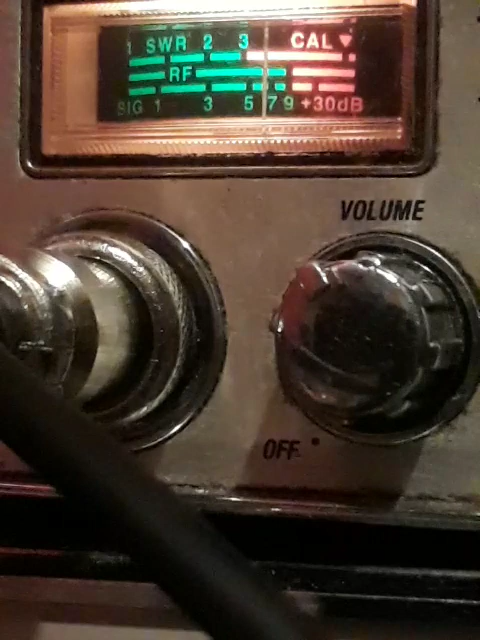 1 SWR 2 3 CAL▼
RF
SIG 1 3 5 7 9 +30dB
VOLUME
OFF